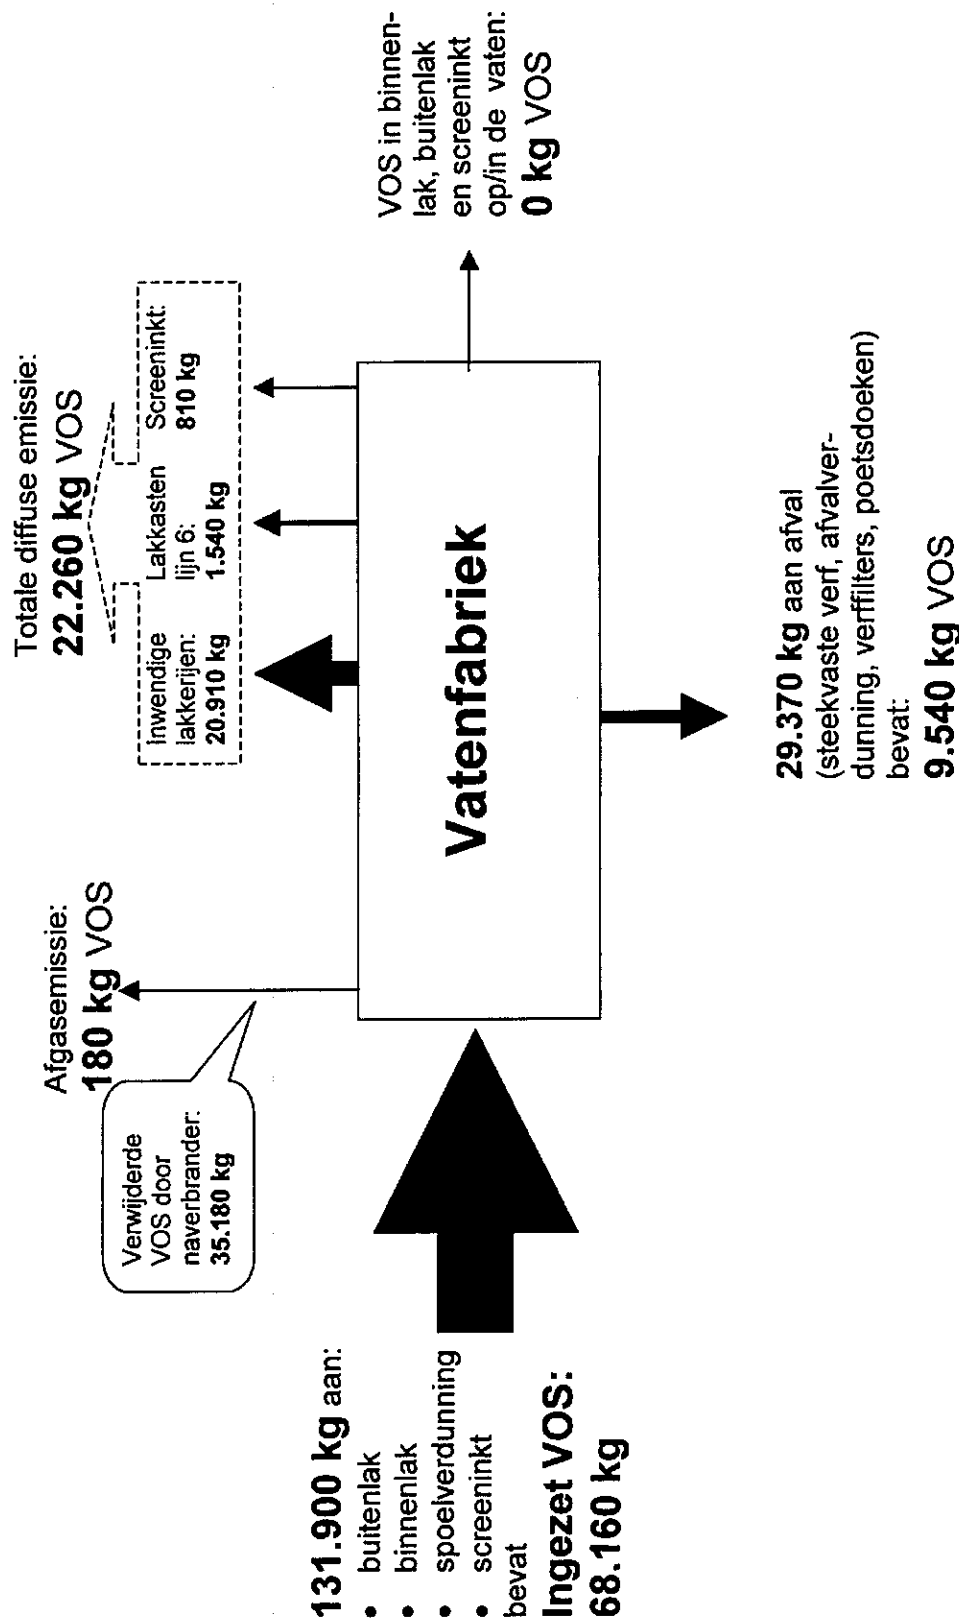 131.900 kg aan:
• buitenlak
• binnenlak
• spoelverdunning
• screeninkt
bevat
Ingezet VOS:
68.160 kg
Verwijderde
VOS door
naverbrander:
35.180 kg
Afgasemissie:
180 kg VOS
Totale diffuse emissie:
22.260 kg VOS
Inwendige
lakkerijen:
20.910 kg
Lakkasten
lijn 6:
1.540 kg
Screeninkt:
810 kg
Vatenfabriek
VOS in binnen-
lak, buitenlak
en screeninkt
op/in de vaten:
0 kg VOS
29.370 kg aan afval
(steekvaste verf, afvalver-
dunning, verffilters, poetsdoeken)
bevat:
9.540 kg VOS